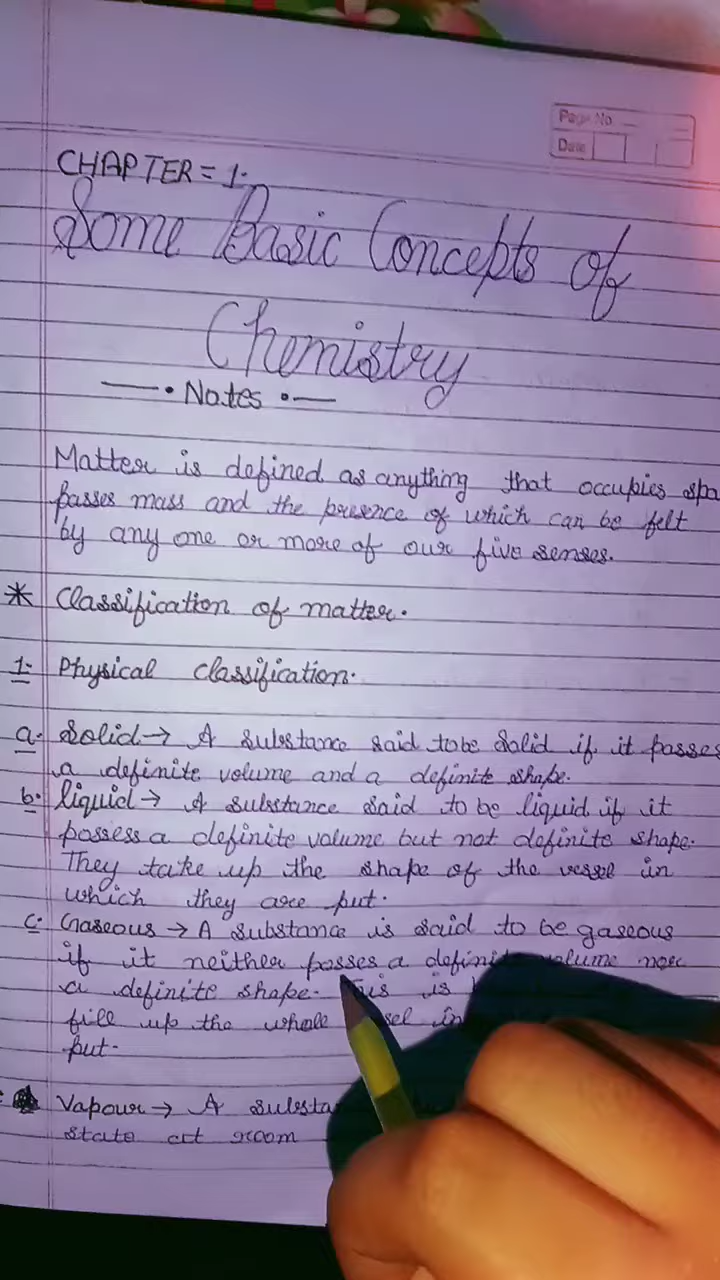 Page No.
Date
CHAPTER = 1.
Some Basic Concepts of
Chemistry
Notes
Matter is defined as anything that occupies spa
passes mass and the presence of which can be felt
by any one or more of our five senses.
* Classification of matter.
1. Physical classification.
a. Solid → A substance said to be solid if it passes
a definite volume and a definite shape.
b. liquid → A substance said to be liquid if it
possess a definite volume but not definite shape.
They take up the shape of the vessel in
which they are put.
c. Gaseous → A substance is said to be gaseous
if it neither passes a definite volume nor
a definite shape. This is
fill up the whole
put.
Vapour → A
state at room